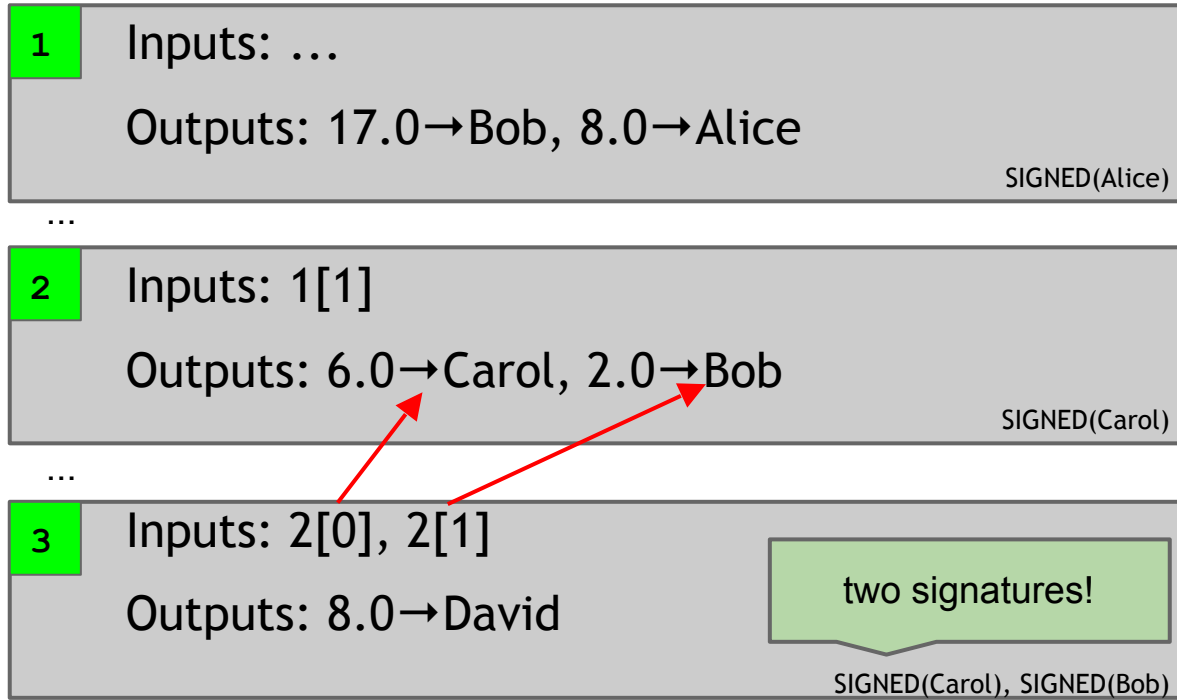 1 Inputs: ...
Outputs: 17.0→Bob, 8.0→Alice
SIGNED(Alice)
...
2 Inputs: 1[1]
Outputs: 6.0→Carol, 2.0→Bob
SIGNED(Carol)
...
3 Inputs: 2[0], 2[1]
Outputs: 8.0→David
two signatures!
SIGNED(Carol), SIGNED(Bob)